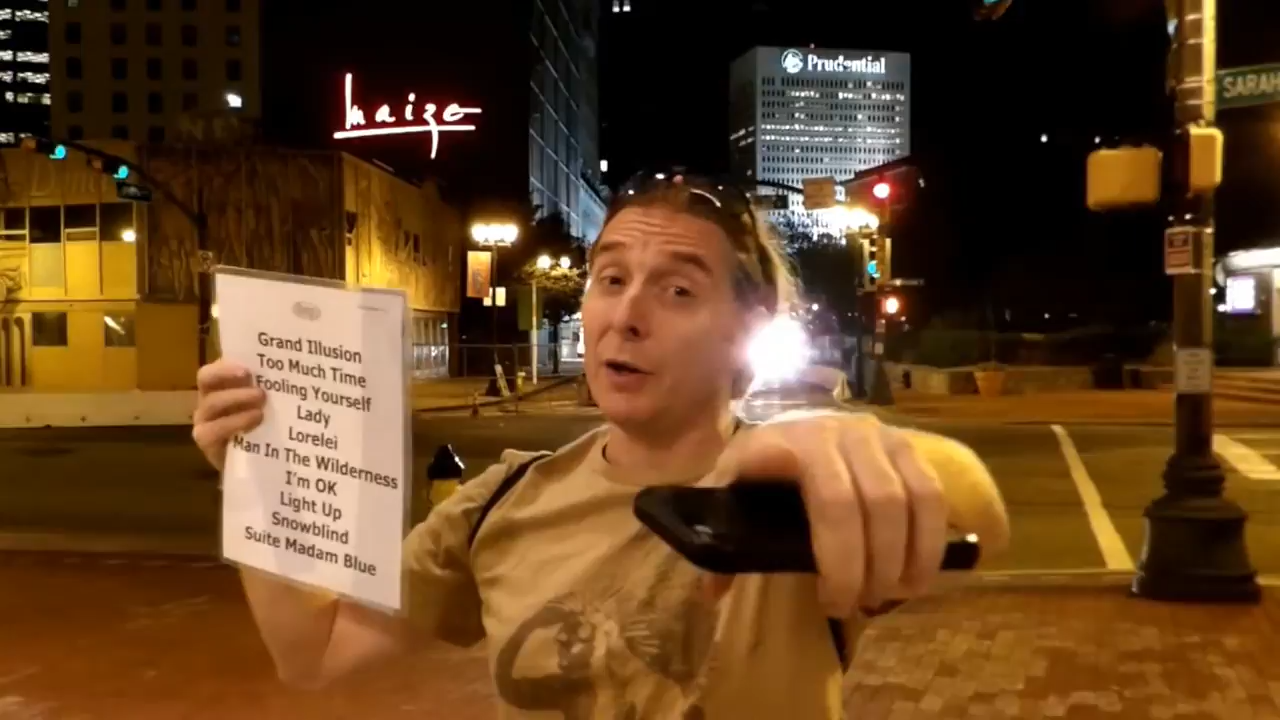 maize
Prudential
SARAH
Grand Illusion
Too Much Time
Fooling Yourself
Lady
Lorelei
Man In The Wilderness
I'm OK
Light Up
Snowblind
Suite Madam Blue